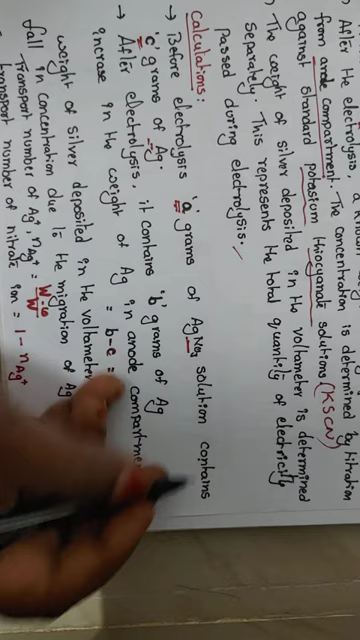 After the electrolysis, a
from anode compartment. The concentration is determined by titration
against standard potassium thiocyanate solutions (KSCN)
The weight of silver deposited in the voltameter is determined
separately. This represents the total quantity of electricity
passed during electrolysis.
Calculations:
→ Before electrolysis 'a' grams of AgNO3 solution contains
'c' grams of Ag.
→ After electrolysis, it contains 'b' grams of Ag
increase in the weight of Ag in anode compartme
= b-c =
weight of silver deposited in the voltameter
fall in concentration due to the migration of Ag
Transport number of Ag+, nAg+ =
transport number of nitrate ion = 1 - nAg+